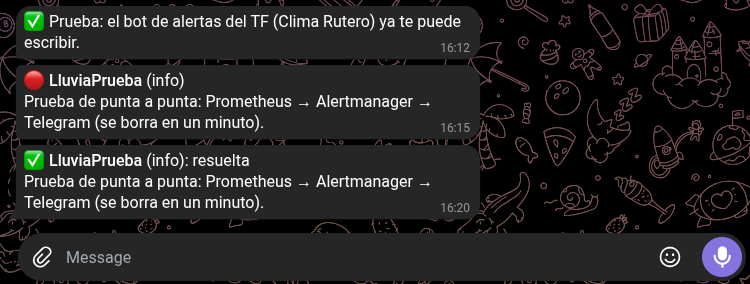 ✅ Prueba: el bot de alertas del TF (Clima Rutero) ya te puede
escribir.
16:12
🔴 LluviaPrueba (info)
Prueba de punta a punta: Prometheus → Alertmanager →
Telegram (se borra en un minuto).
16:15
✅ LluviaPrueba (info): resuelta
Prueba de punta a punta: Prometheus → Alertmanager →
Telegram (se borra en un minuto).
16:20
Message